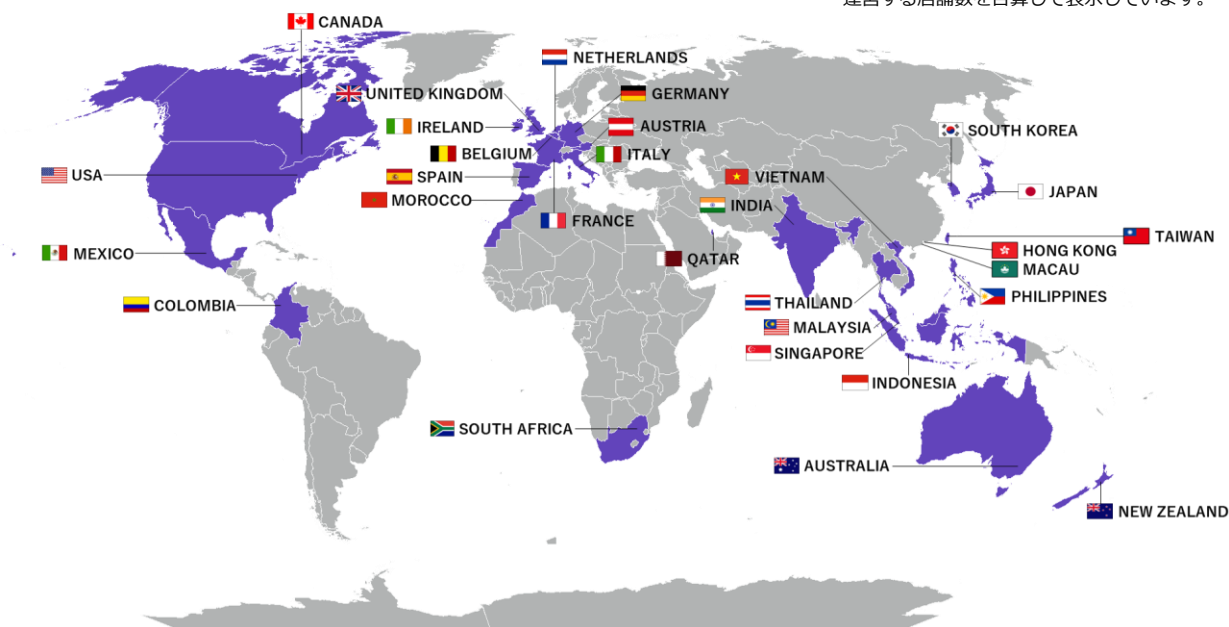 CANADA
NETHERLANDS
UNITED KINGDOM
GERMANY
IRELAND
AUSTRIA
SOUTH KOREA
BELGIUM
ITALY
USA
SPAIN
VIETNAM
JAPAN
MOROCCO
INDIA
FRANCE
TAIWAN
MEXICO
HONG KONG
QATAR
MACAU
COLOMBIA
THAILAND
PHILIPPINES
MALAYSIA
SINGAPORE
INDONESIA
SOUTH AFRICA
AUSTRALIA
NEW ZEALAND